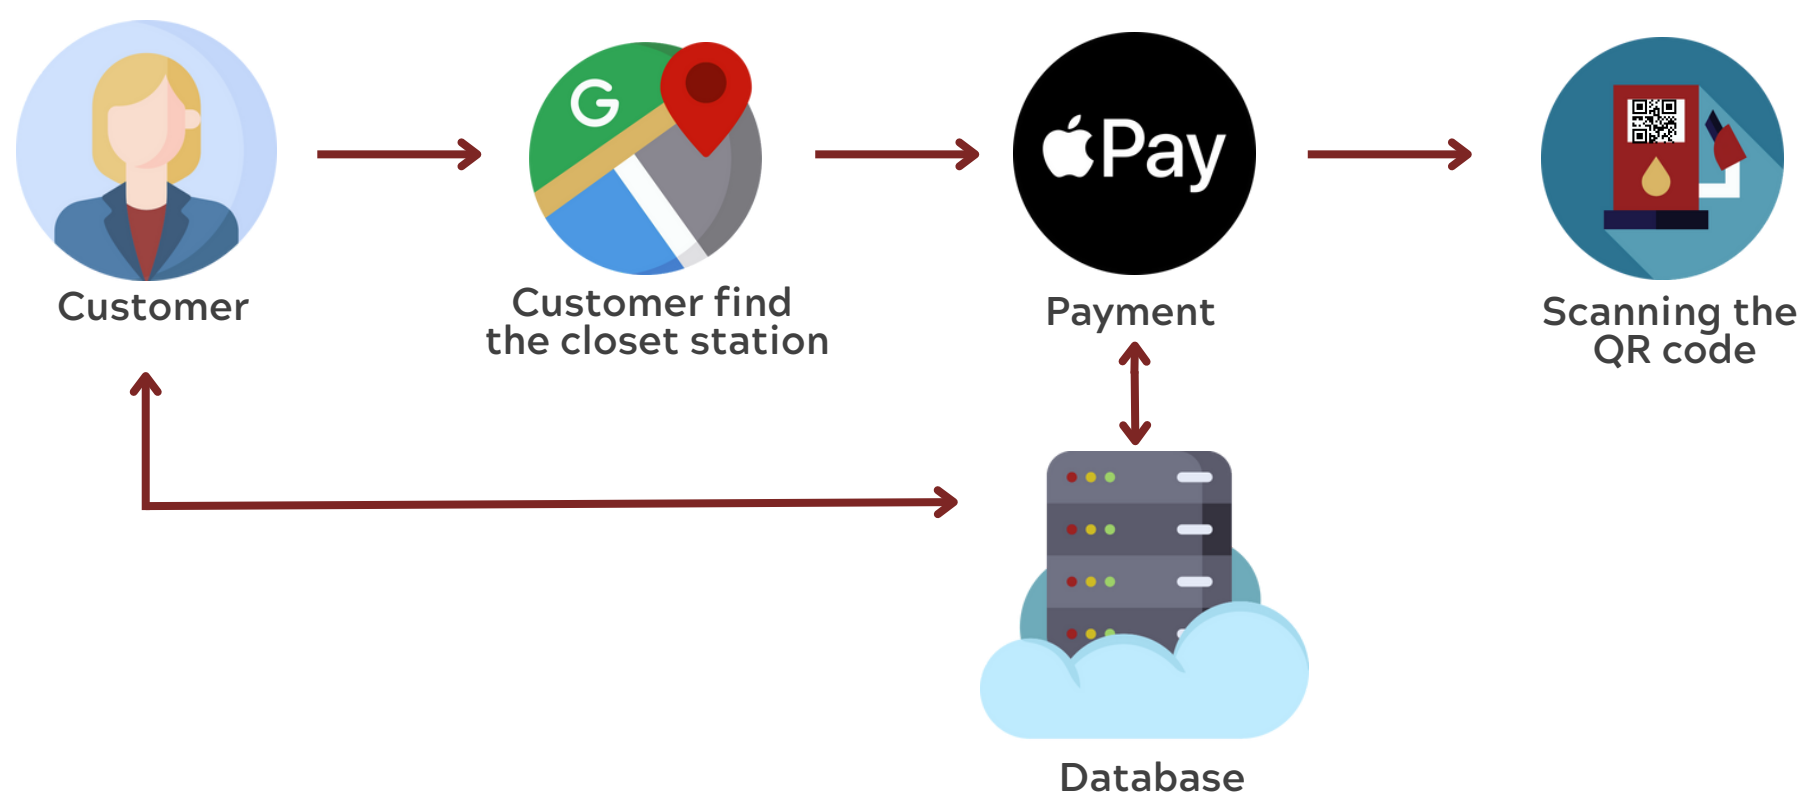 G
Pay
Customer
Customer find
the closet station
Payment
Scanning the
QR code
Database